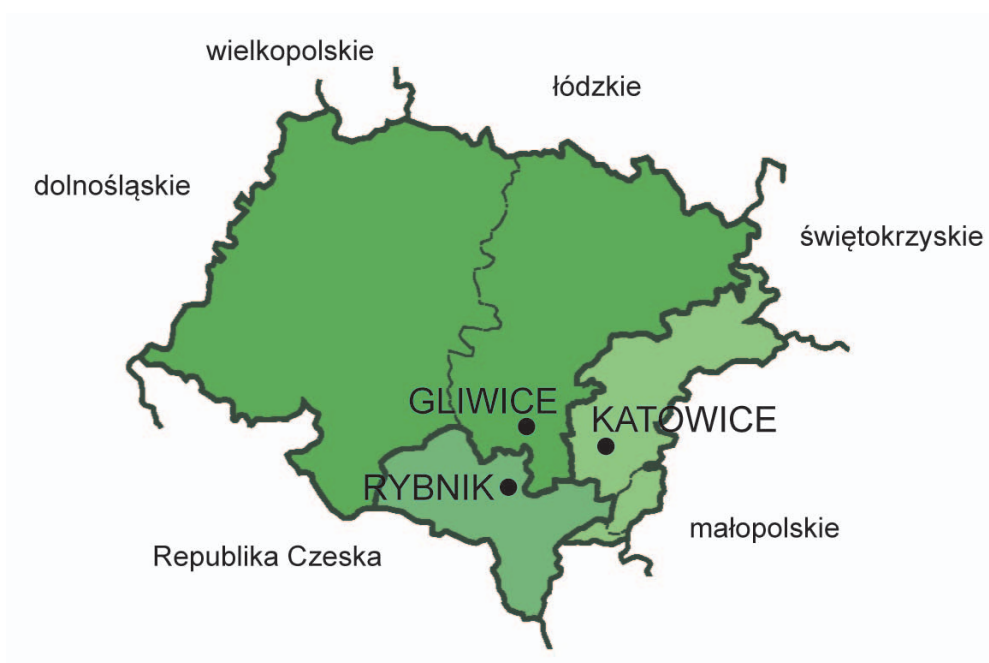 wielkopolskie
łódzkie
dolnośląskie
świętokrzyskie
GLIWICE
KATOWICE
RYBNIK
małopolskie
Republika Czeska